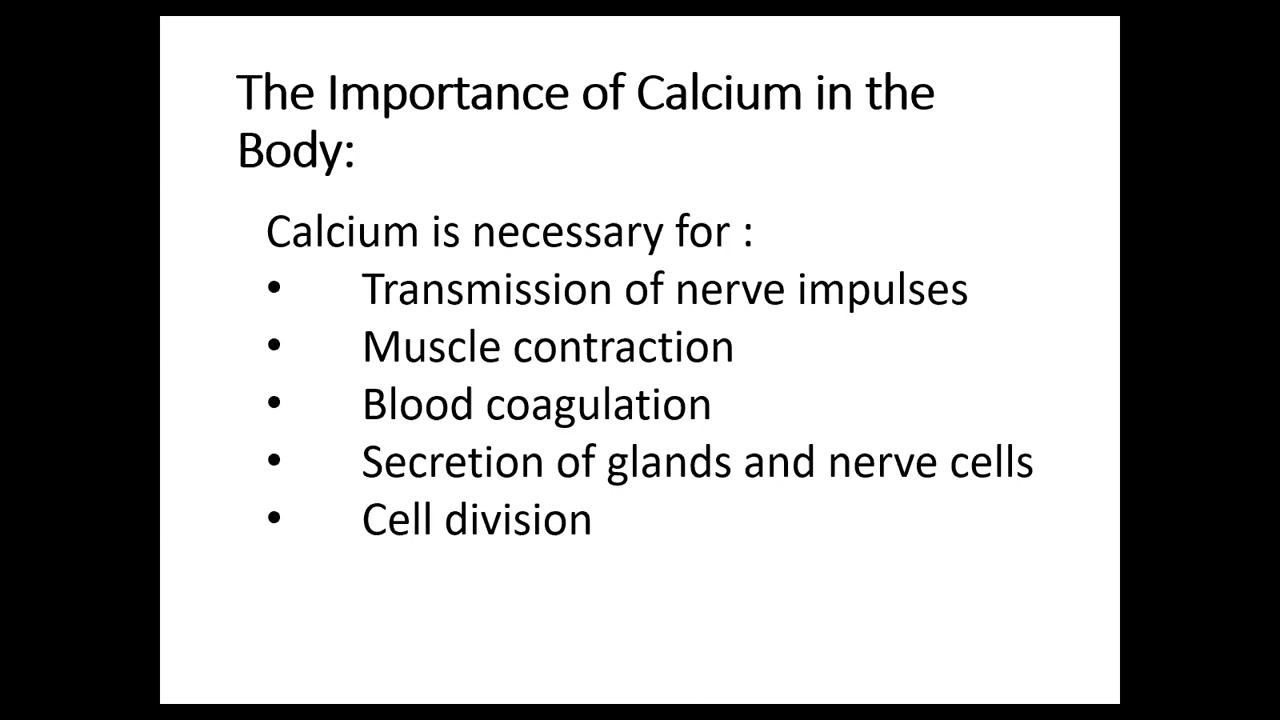 The Importance of Calcium in the
Body:
Calcium is necessary for :
• Transmission of nerve impulses
• Muscle contraction
• Blood coagulation
• Secretion of glands and nerve cells
• Cell division